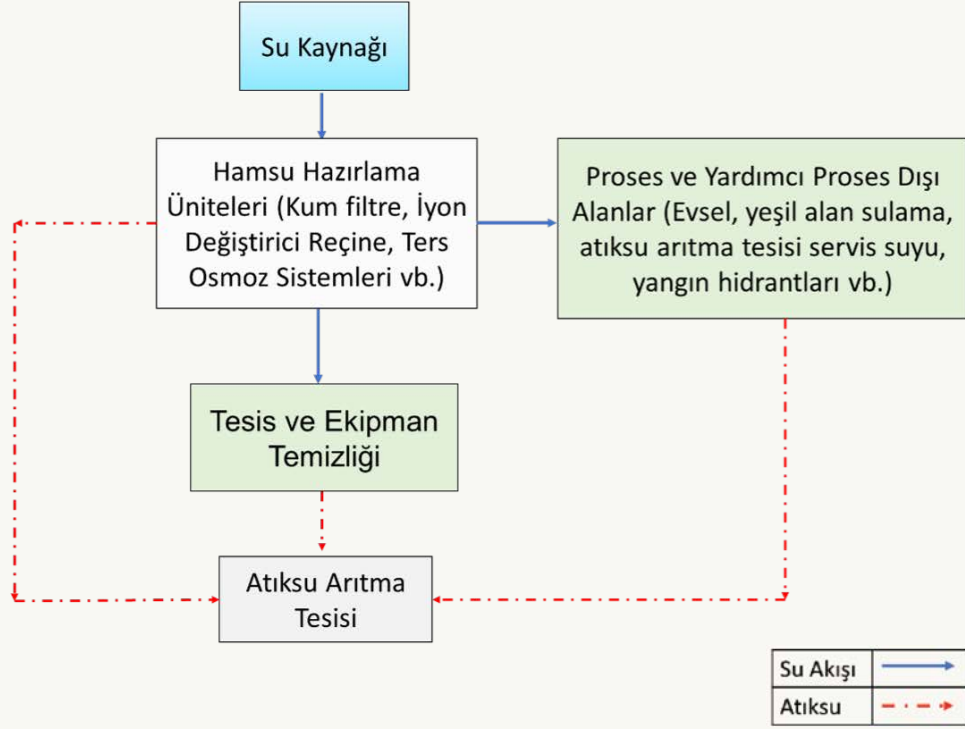 Su Kaynağı
Hamsu Hazırlama
Üniteleri (Kum filtre, İyon
Değiştirici Reçine, Ters
Osmoz Sistemleri vb.)
Proses ve Yardımcı Proses Dışı
Alanlar (Evsel, yeşil alan sulama,
atıksu arıtma tesisi servis suyu,
yangın hidrantları vb.)
Tesis ve Ekipman
Temizliği
Atıksu Arıtma
Tesisi
Su Akışı
Atıksu